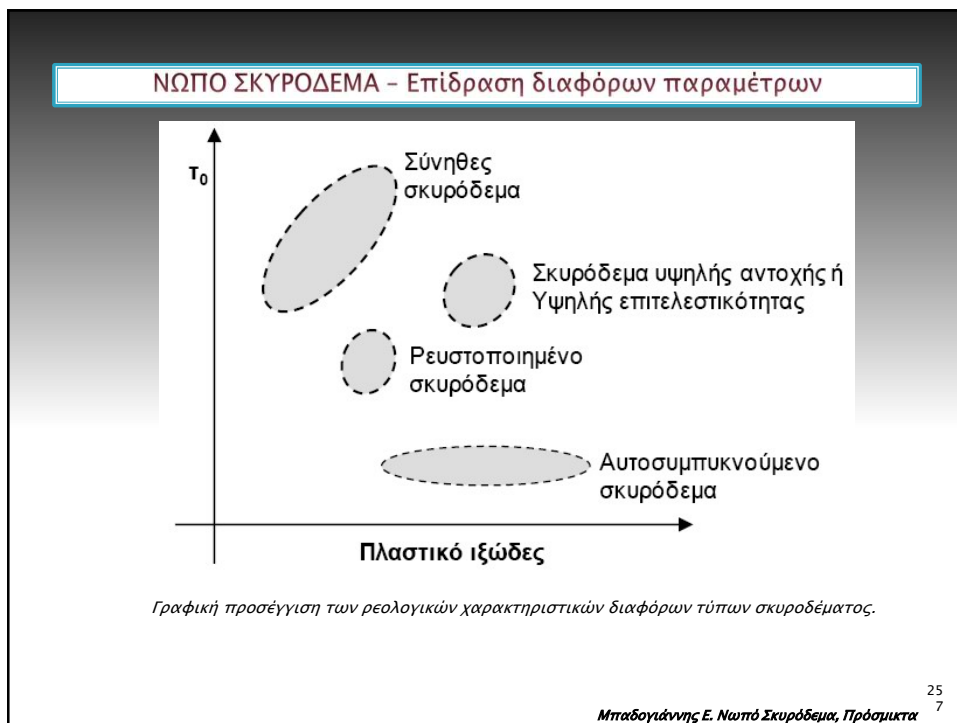 ΝΩΠΟ ΣΚΥΡΟΔΕΜΑ – Επίδραση διαφόρων παραμέτρων
τ0
Σύνηθες
σκυρόδεμα
Σκυρόδεμα υψηλής αντοχής ή
Υψηλής επιτελεστικότητας
Ρευστοποιημένο
σκυρόδεμα
Αυτοσυμπυκνούμενο
σκυρόδεμα
Πλαστικό ιξώδες
Γραφική προσέγγιση των ρεολογικών χαρακτηριστικών διαφόρων τύπων σκυροδέματος.
25
7
Μπαδογιάννης Ε. Νωπό Σκυρόδεμα, Πρόσμικτα